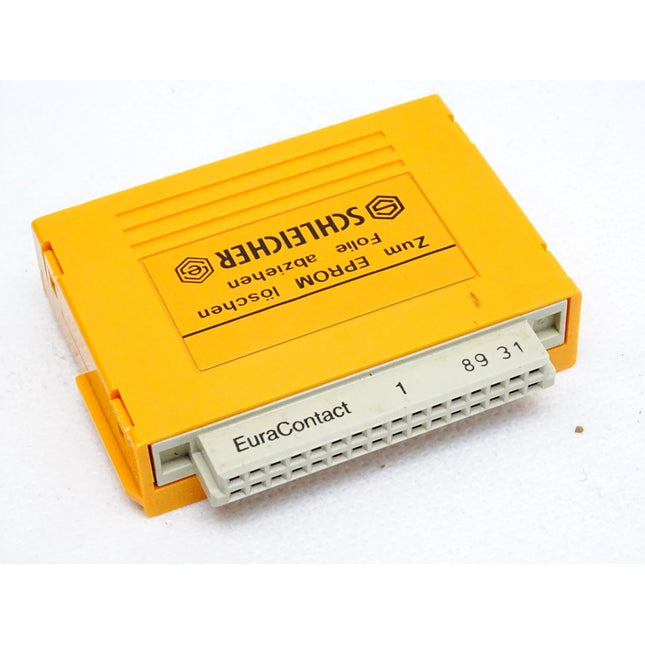 SCHLEICHER
Zum EPROM löschen
Folie abziehen
EuraContact 1 89 31